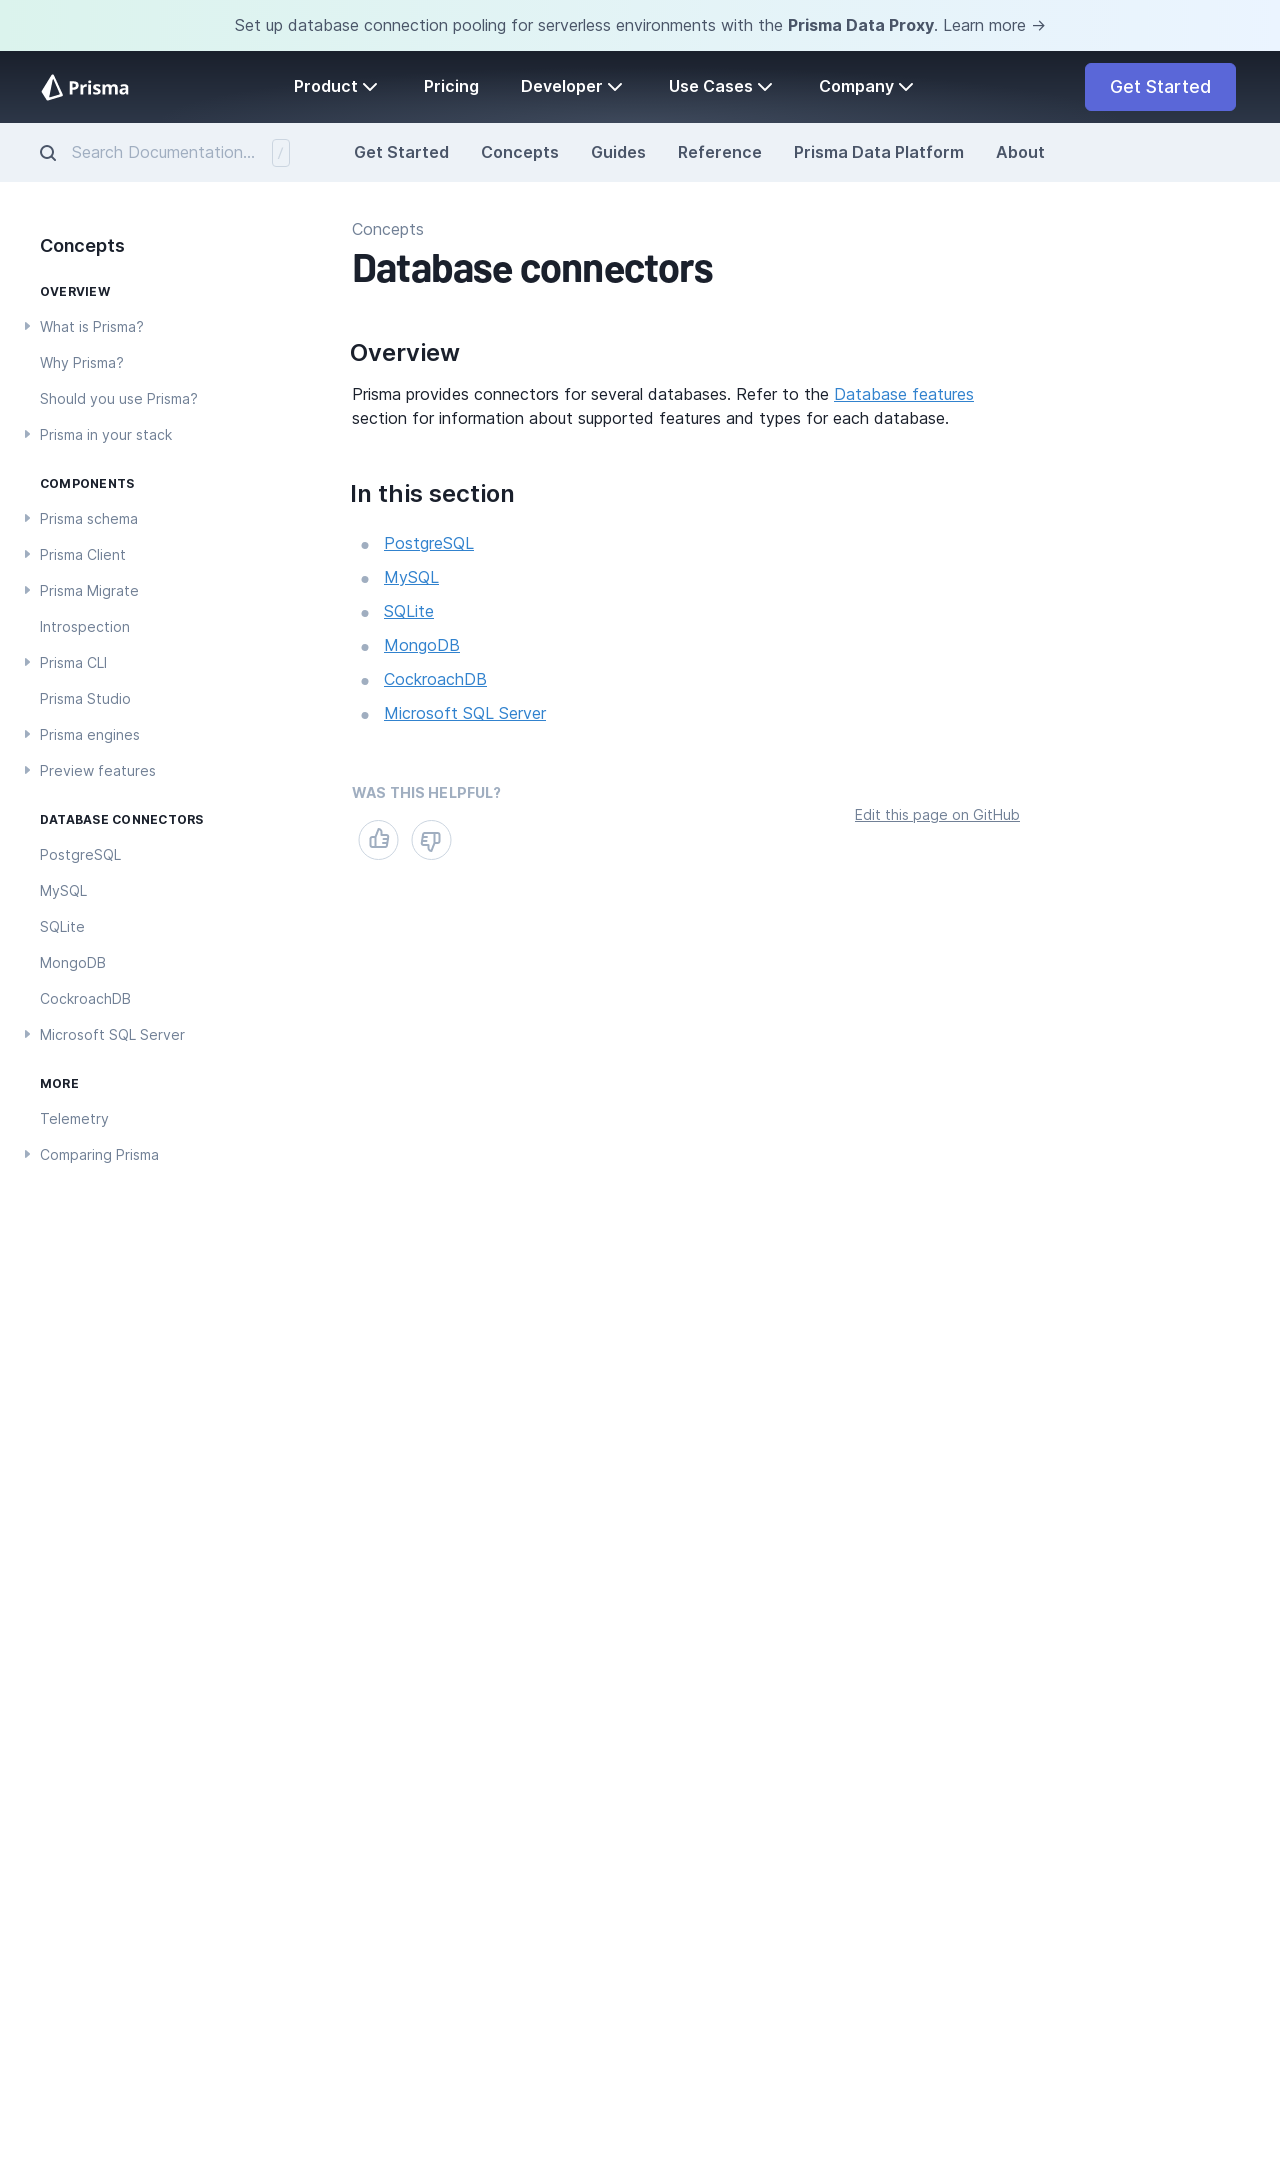 Set up database connection pooling for serverless environments with the Prisma Data Proxy. Learn more →
Prisma
Product
Pricing
Developer
Use Cases
Company
Get Started
Search Documentation...
/
Get Started
Concepts
Guides
Reference
Prisma Data Platform
About
Concepts
OVERVIEW
What is Prisma?
Why Prisma?
Should you use Prisma?
Prisma in your stack
COMPONENTS
Prisma schema
Prisma Client
Prisma Migrate
Introspection
Prisma CLI
Prisma Studio
Prisma engines
Preview features
DATABASE CONNECTORS
PostgreSQL
MySQL
SQLite
MongoDB
CockroachDB
Microsoft SQL Server
MORE
Telemetry
Comparing Prisma
Concepts
Database connectors
Overview
Prisma provides connectors for several databases. Refer to the Database features
section for information about supported features and types for each database.
In this section
PostgreSQL
MySQL
SQLite
MongoDB
CockroachDB
Microsoft SQL Server
WAS THIS HELPFUL?
Edit this page on GitHub